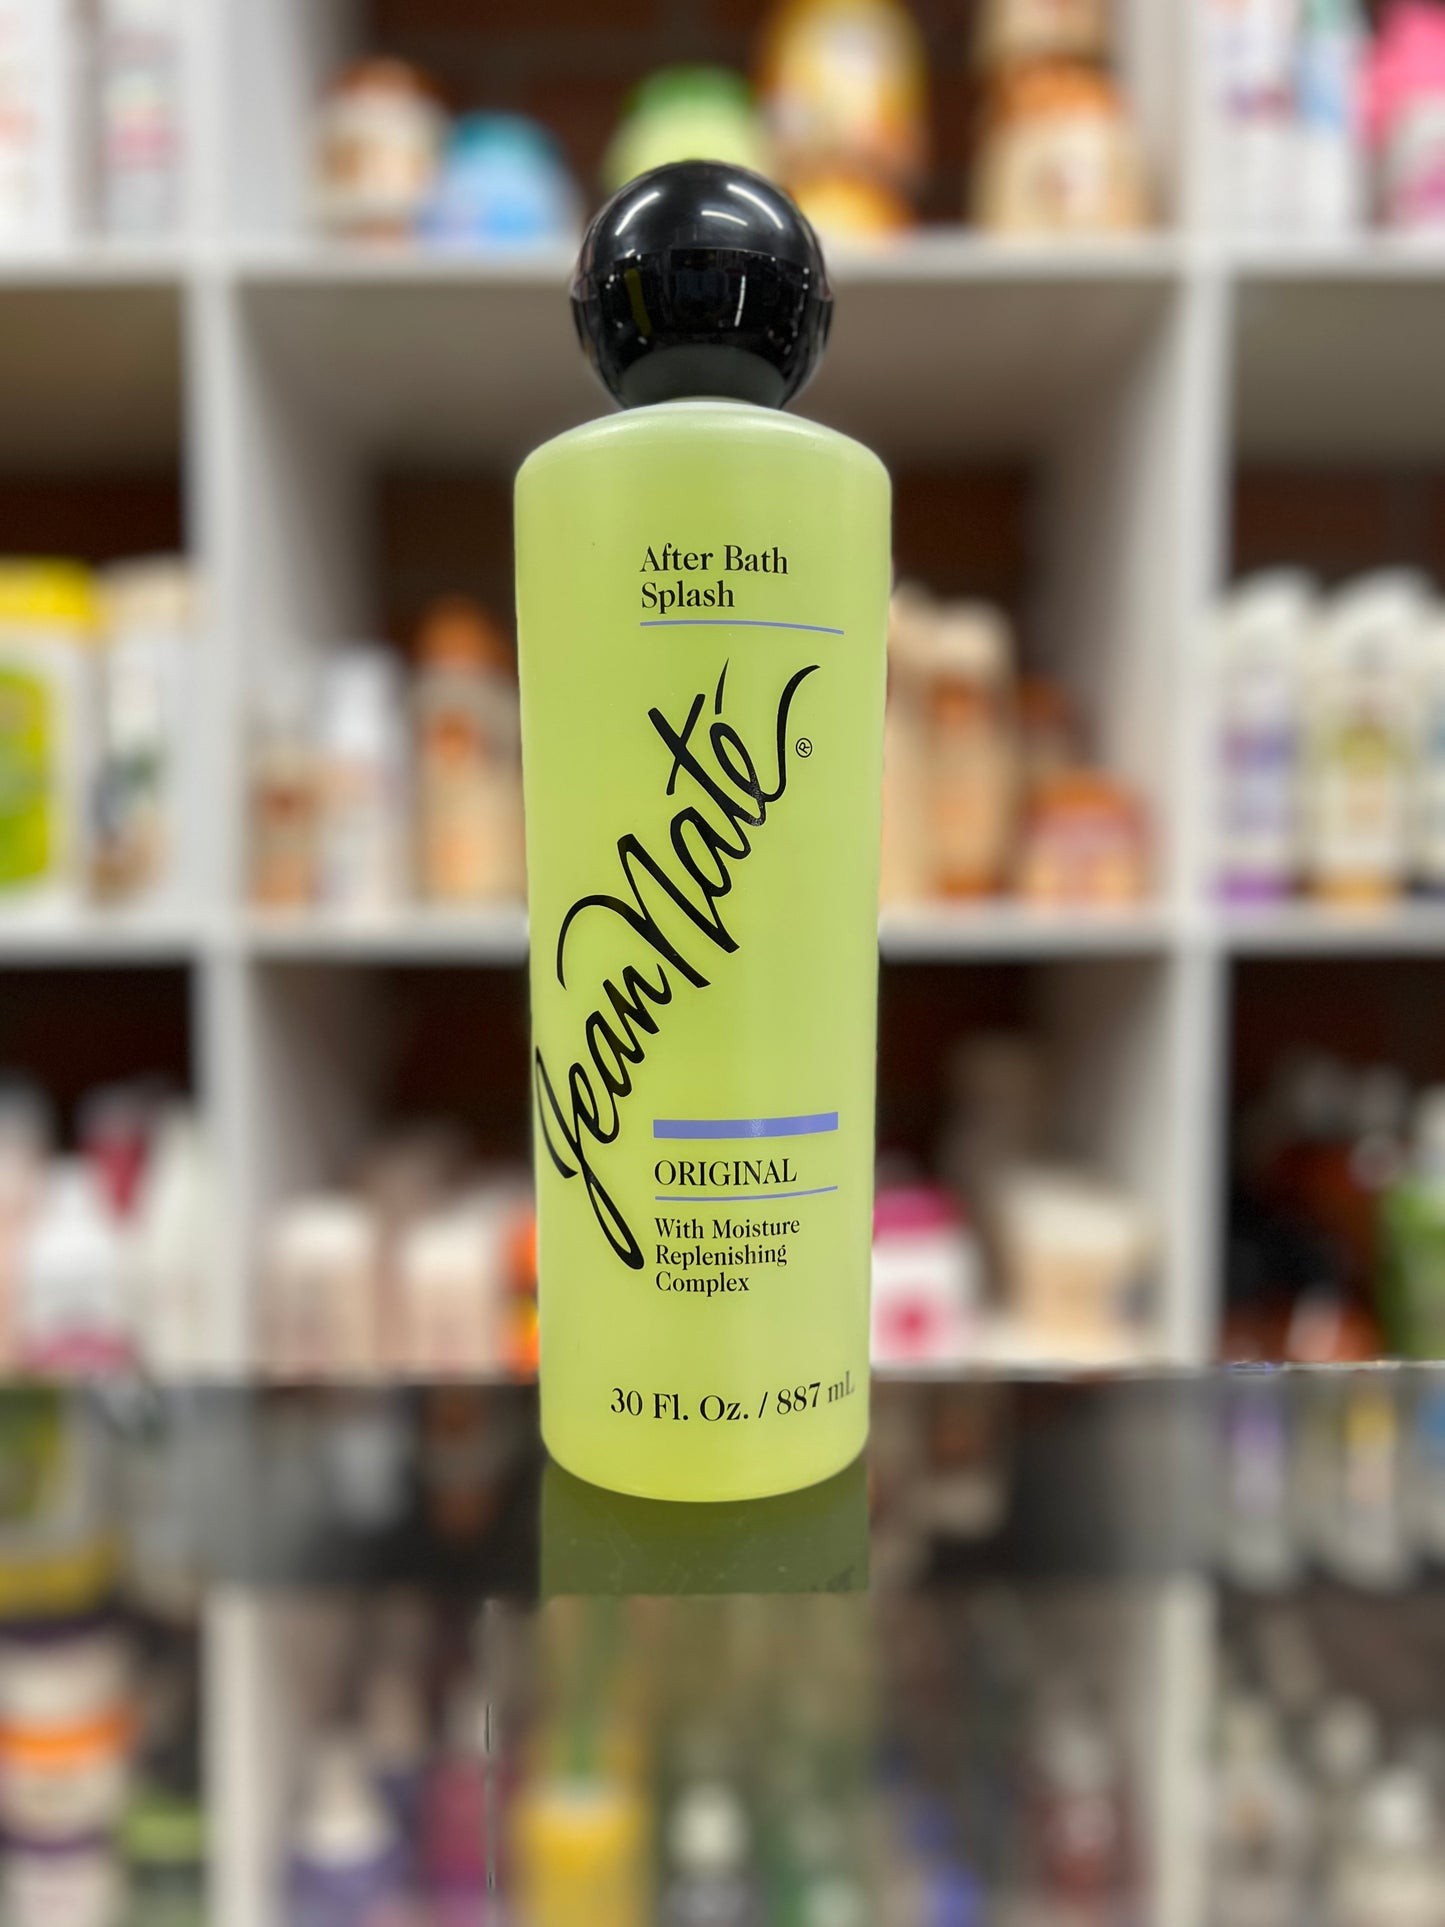 After Bath
Splash
Jean Naté®
ORIGINAL
With Moisture
Replenishing
Complex
30 Fl. Oz. / 887 mL